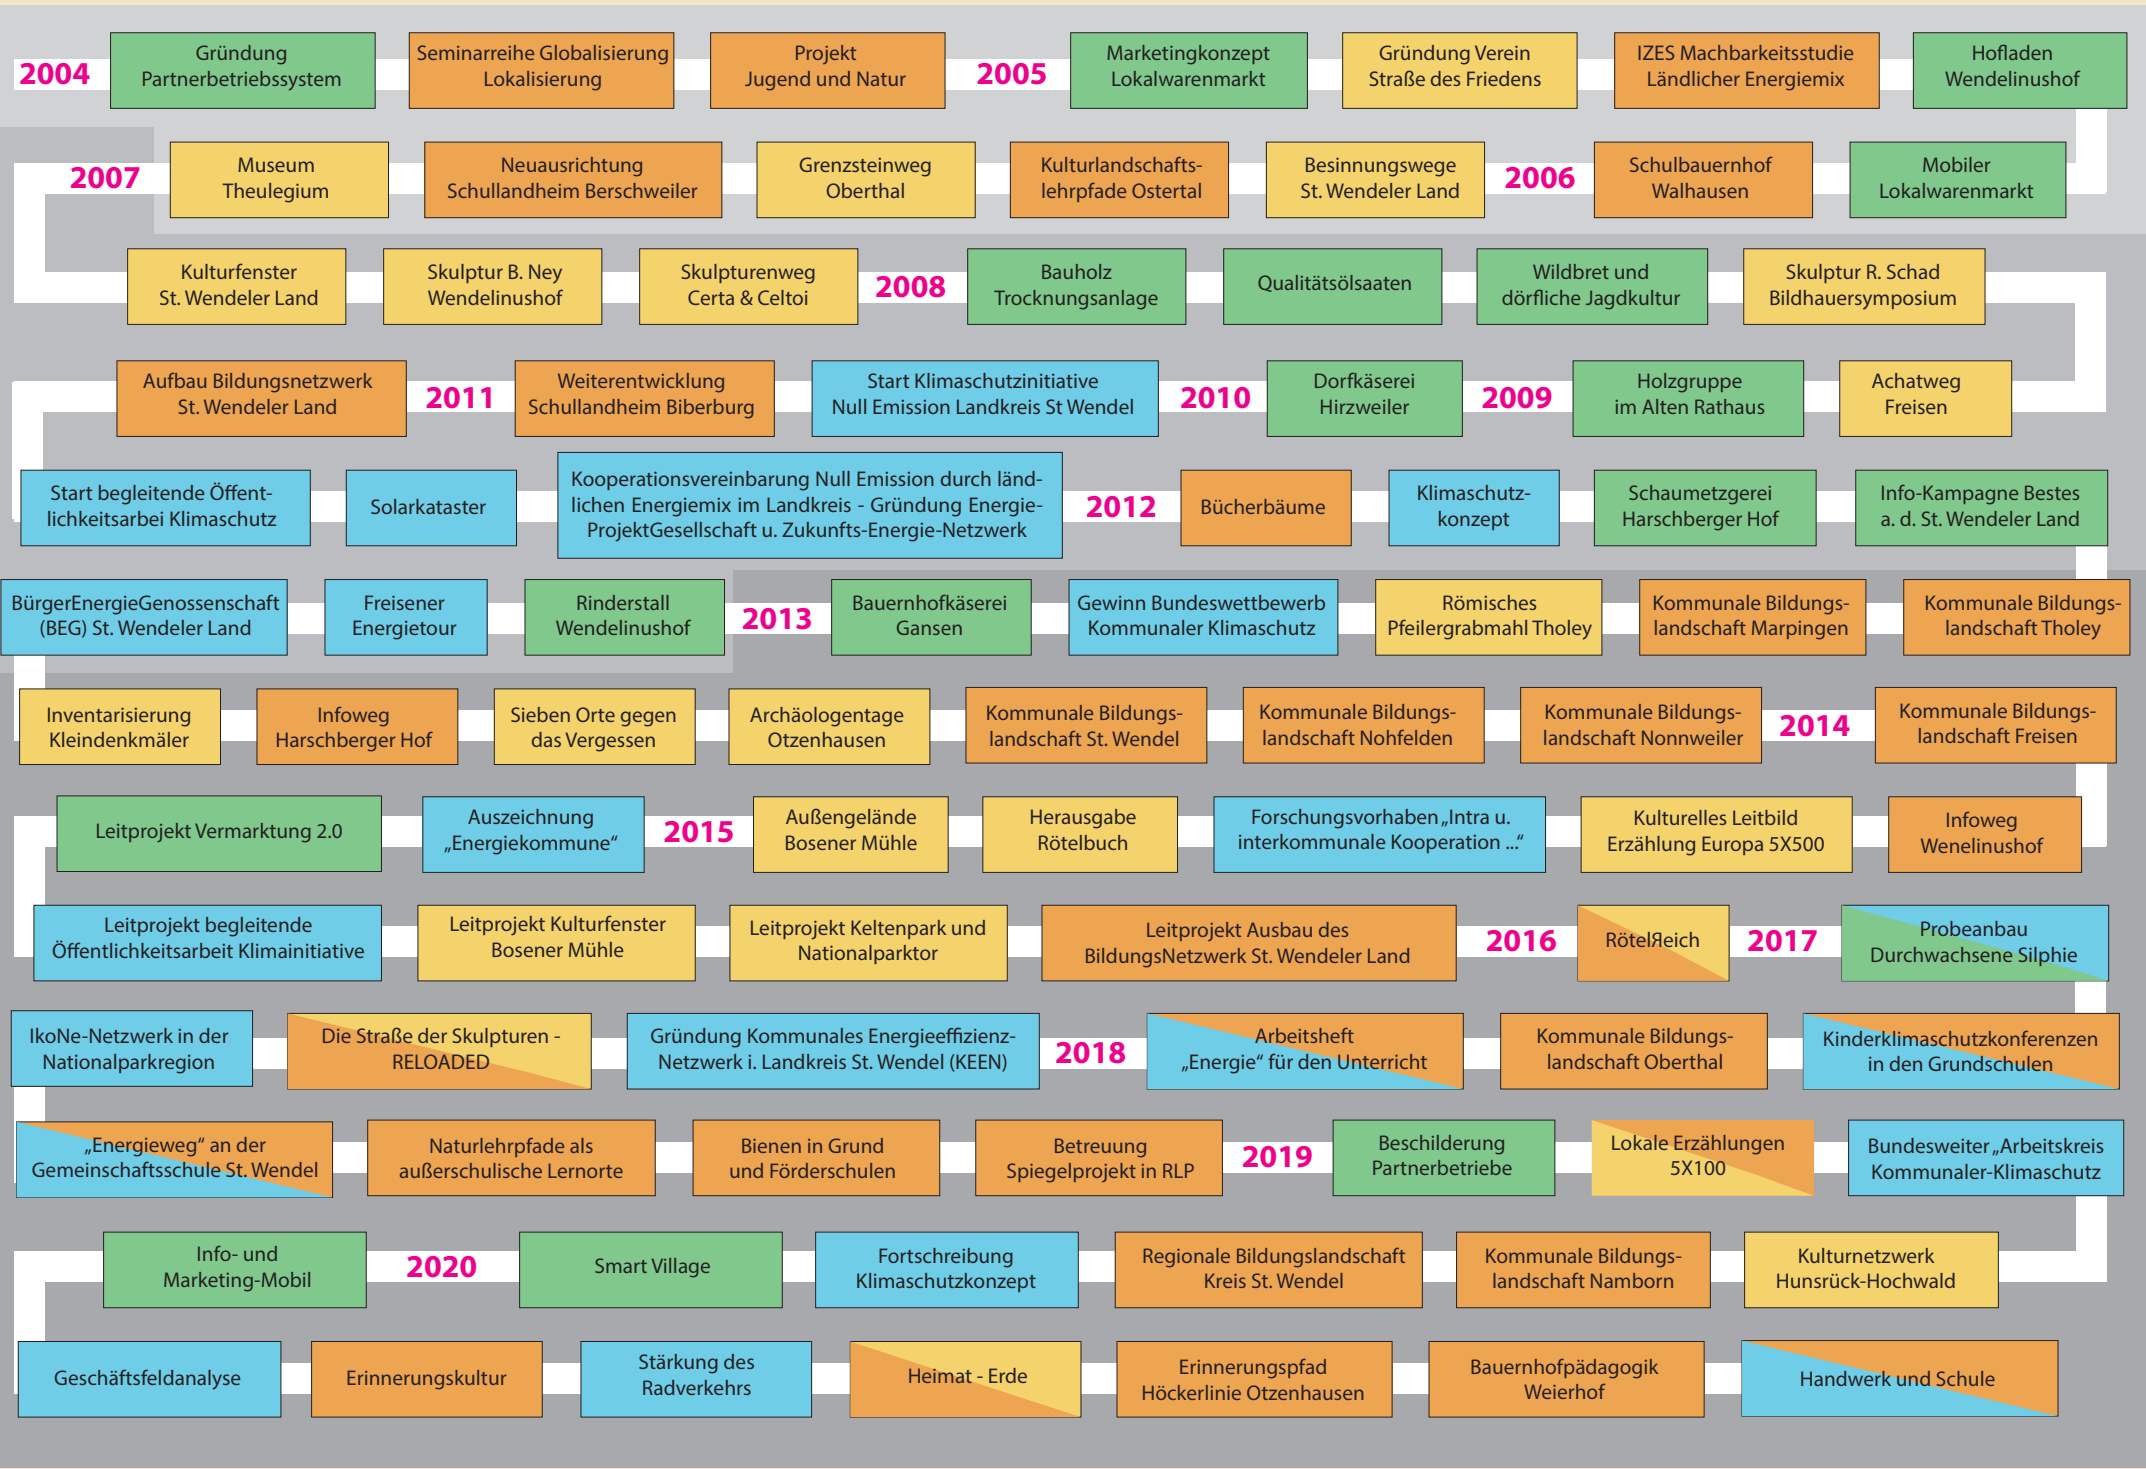 2004
Gründung
Partnerbetriebssystem
Seminarreihe Globalisierung
Lokalisierung
Projekt
Jugend und Natur
2005
Marketingkonzept
Lokalwarenmarkt
Gründung Verein
Straße des Friedens
IZES Machbarkeitsstudie
Ländlicher Energiemix
Hofladen
Wendelinushof
2007
Museum
Theulegium
Neuausrichtung
Schullandheim Berschweiler
Grenzsteinweg
Oberthal
Kulturlandschafts-
lehrpfade Ostertal
Besinnungswege
St. Wendeler Land
2006
Schulbauernhof
Walhausen
Mobiler
Lokalwarenmarkt
Kulturfenster
St. Wendeler Land
Skulptur B. Ney
Wendelinushof
Skulpturenweg
Certa & Celtoi
2008
Bauholz
Trocknungsanlage
Qualitätsölsaaten
Wildbret und
dörfliche Jagdkultur
Skulptur R. Schad
Bildhauersymposium
Aufbau Bildungsnetzwerk
St. Wendeler Land
2011
Weiterentwicklung
Schullandheim Biberburg
Start Klimaschutzinitiative
Null Emission Landkreis St Wendel
2010
Dorfkäserei
Hirzweiler
2009
Holzgruppe
im Alten Rathaus
Achatweg
Freisen
Start begleitende Öffent-
lichkeitsarbei Klimaschutz
Solarkataster
Kooperationsvereinbarung Null Emission durch länd-
lichen Energiemix im Landkreis - Gründung Energie-
ProjektGesellschaft u. Zukunfts-Energie-Netzwerk
2012
Bücherbäume
Klimaschutz-
konzept
Schaumetzgerei
Harschberger Hof
Info-Kampagne Bestes
a. d. St. Wendeler Land
BürgerEnergieGenossenschaft
(BEG) St. Wendeler Land
Freisener
Energietour
Rinderstall
Wendelinushof
2013
Bauernhofkäserei
Gansen
Gewinn Bundeswettbewerb
Kommunaler Klimaschutz
Römisches
Pfeilergrabmahl Tholey
Kommunale Bildungs-
landschaft Marpingen
Kommunale Bildungs-
landschaft Tholey
Inventarisierung
Kleindenkmäler
Infoweg
Harschberger Hof
Sieben Orte gegen
das Vergessen
Archäologentage
Otzenhausen
Kommunale Bildungs-
landschaft St. Wendel
Kommunale Bildungs-
landschaft Nohfelden
Kommunale Bildungs-
landschaft Nonnweiler
2014
Kommunale Bildungs-
landschaft Freisen
Leitprojekt Vermarktung 2.0
Auszeichnung
„Energiekommune“
2015
Außengelände
Bosener Mühle
Herausgabe
Rötelbuch
Forschungsvorhaben „Intra u.
interkommunale Kooperation ...“
Kulturelles Leitbild
Erzählung Europa 5X500
Infoweg
Wenelinushof
Leitprojekt begleitende
Öffentlichkeitsarbeit Klimainitiative
Leitprojekt Kulturfenster
Bosener Mühle
Leitprojekt Keltenpark und
Nationalparktor
Leitprojekt Ausbau des
BildungsNetzwerk St. Wendeler Land
2016
RötelЯeich
2017
Probeanbau
Durchwachsene Silphie
IkoNe-Netzwerk in der
Nationalparkregion
Die Straße der Skulpturen -
RELOADED
Gründung Kommunales Energieeffizienz-
Netzwerk i. Landkreis St. Wendel (KEEN)
2018
Arbeitsheft
„Energie“ für den Unterricht
Kommunale Bildungs-
landschaft Oberthal
Kinderklimaschutzkonferenzen
in den Grundschulen
„Energieweg“ an der
Gemeinschaftsschule St. Wendel
Naturlehrpfade als
außerschulische Lernorte
Bienen in Grund
und Förderschulen
Betreuung
Spiegelprojekt in RLP
2019
Beschilderung
Partnerbetriebe
Lokale Erzählungen
5X100
Bundesweiter „Arbeitskreis
Kommunaler-Klimaschutz
Info- und
Marketing-Mobil
2020
Smart Village
Fortschreibung
Klimaschutzkonzept
Regionale Bildungslandschaft
Kreis St. Wendel
Kommunale Bildungs-
landschaft Namborn
Kulturnetzwerk
Hunsrück-Hochwald
Geschäftsfeldanalyse
Erinnerungskultur
Stärkung des
Radverkehrs
Heimat - Erde
Erinnerungspfad
Höckerlinie Otzenhausen
Bauernhofpädagogik
Weierhof
Handwerk und Schule